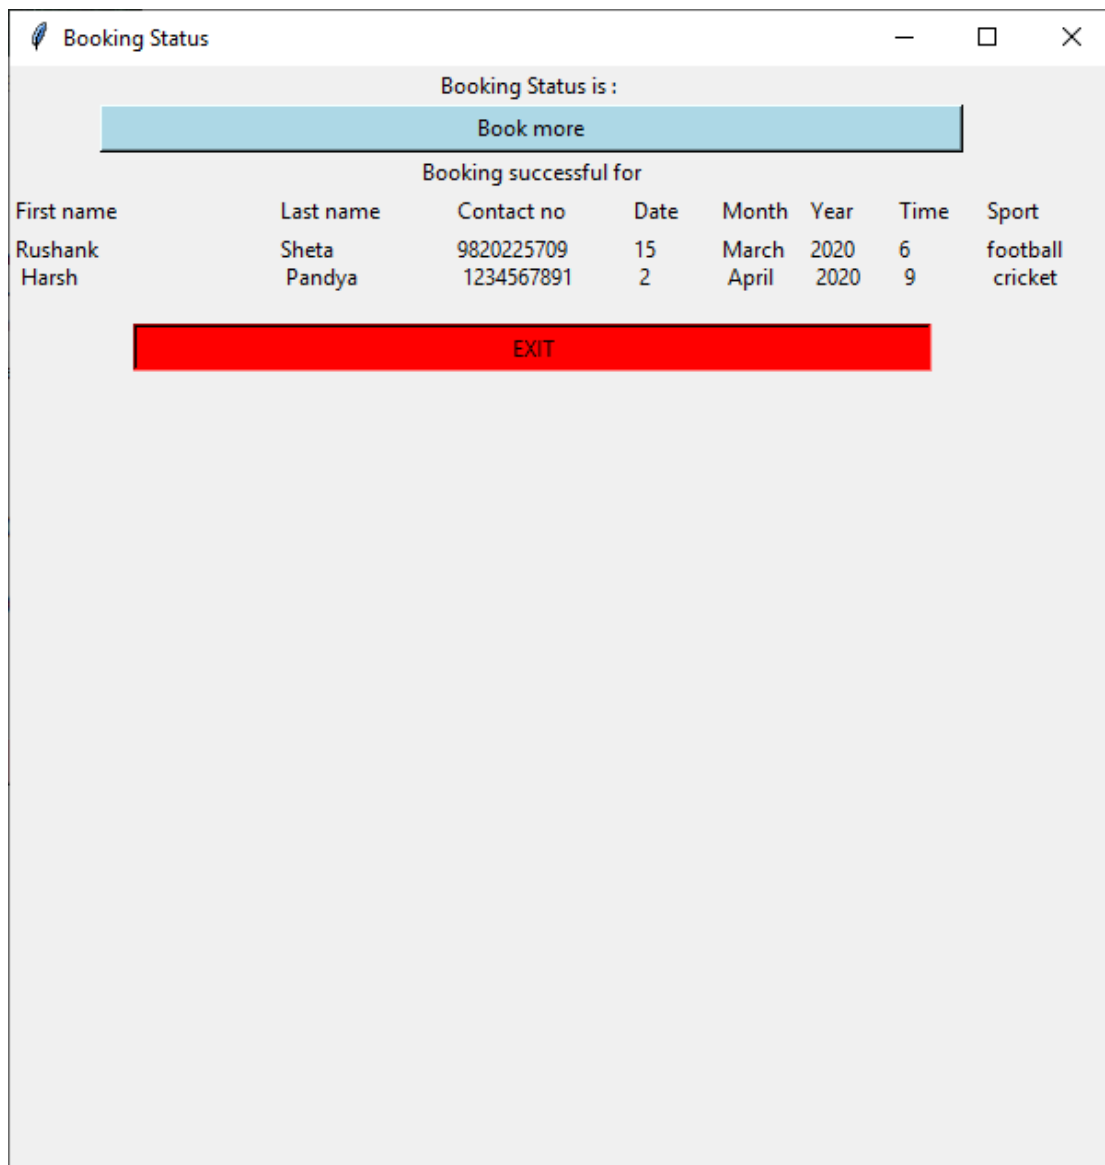 Booking Status
Booking Status is :
Book more
Booking successful for
First name Last name Contact no Date Month Year Time Sport
Rushank Sheta 9820225709 15 March 2020 6 football
Harsh Pandya 1234567891 2 April 2020 9 cricket
EXIT